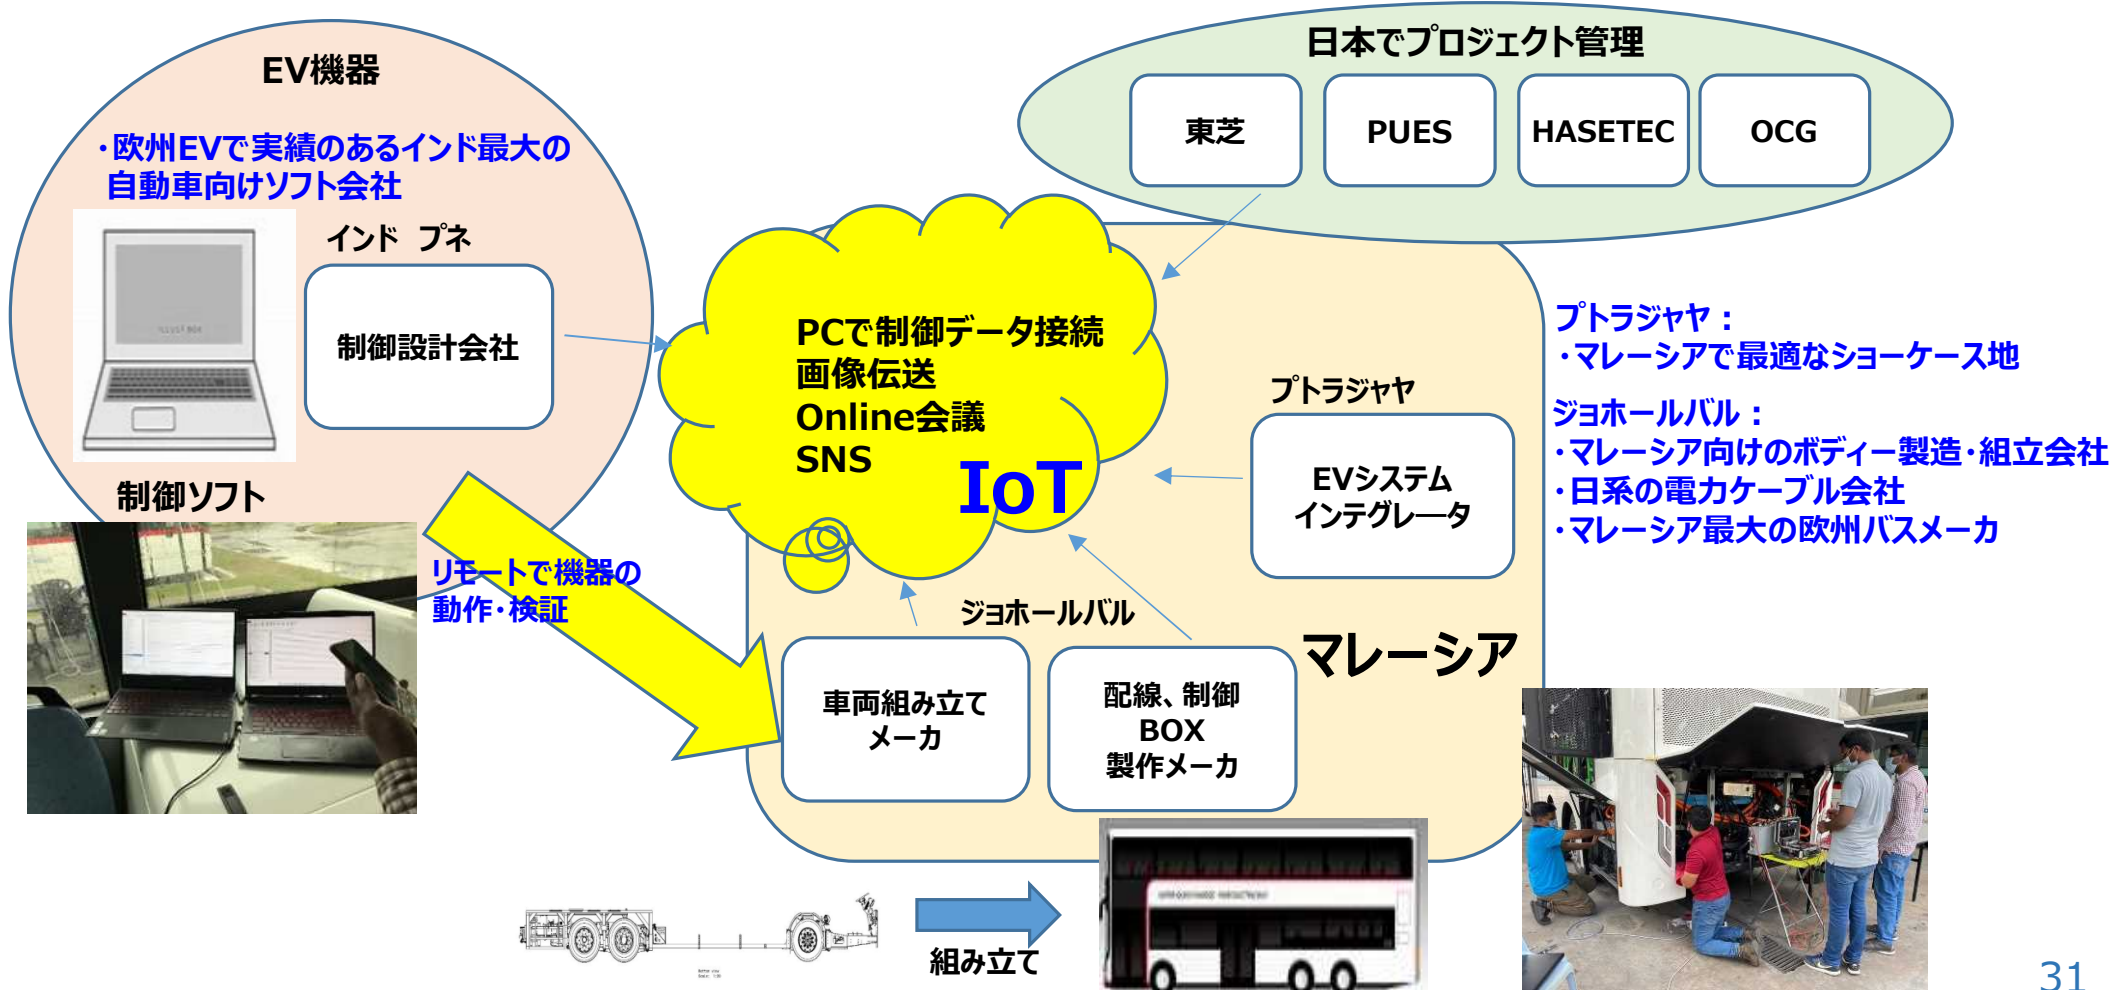 EV機器
・欧州EVで実績のあるインド最大の
自動車向けソフト会社
インド プネ
制御設計会社
制御ソフト
リモートで機器の
動作・検証
日本でプロジェクト管理
東芝
PUES
HASETEC
OCG
PCで制御データ接続
画像伝送
Online会議
SNS
IoT
プトラジャヤ
EVシステム
インテグレータ
ジョホールバル
車両組み立て
メーカ
配線、制御
BOX
製作メーカ
マレーシア
プトラジャヤ：
・マレーシアで最適なショーケース地
ジョホールバル：
・マレーシア向けのボディー製造・組立会社
・日系の電力ケーブル会社
・マレーシア最大の欧州バスメーカ
組み立て
31